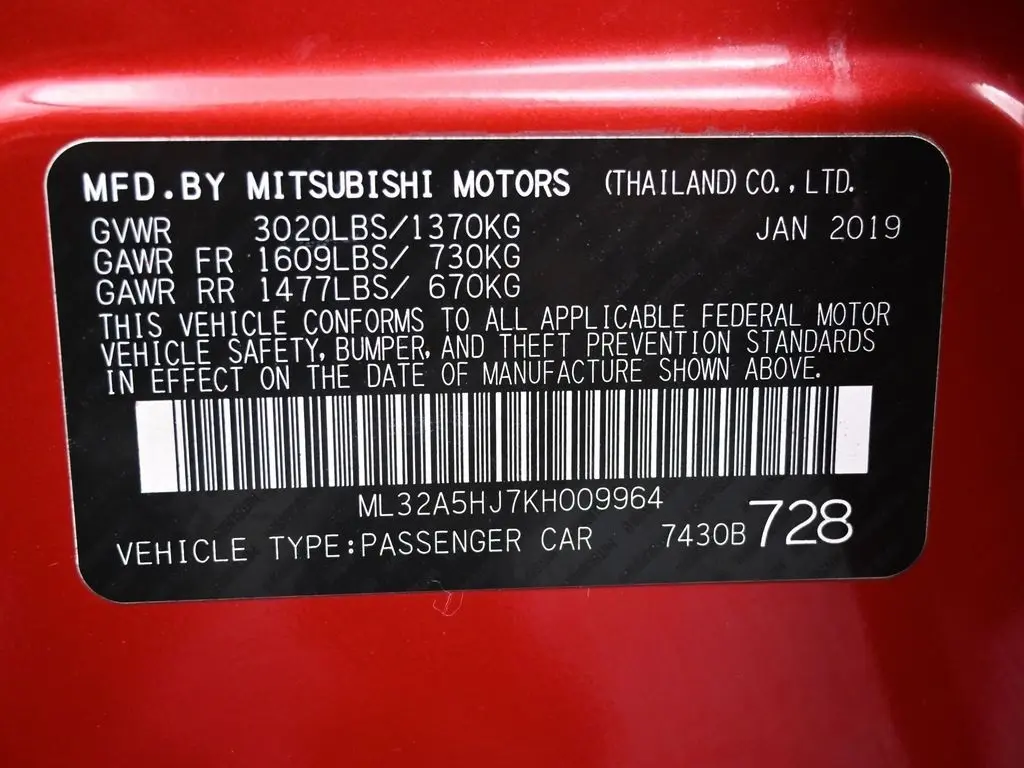 MFD.BY MITSUBISHI MOTORS (THAILAND) CO.,LTD.
GVWR 3020LBS/1370KG JAN 2019
GAWR FR 1609LBS/ 730KG
GAWR RR 1477LBS/ 670KG
THIS VEHICLE CONFORMS TO ALL APPLICABLE FEDERAL MOTOR
VEHICLE SAFETY, BUMPER, AND THEFT PREVENTION STANDARDS
IN EFFECT ON THE DATE OF MANUFACTURE SHOWN ABOVE.
ML32A5HJ7KH009964
VEHICLE TYPE:PASSENGER CAR 7430B 728